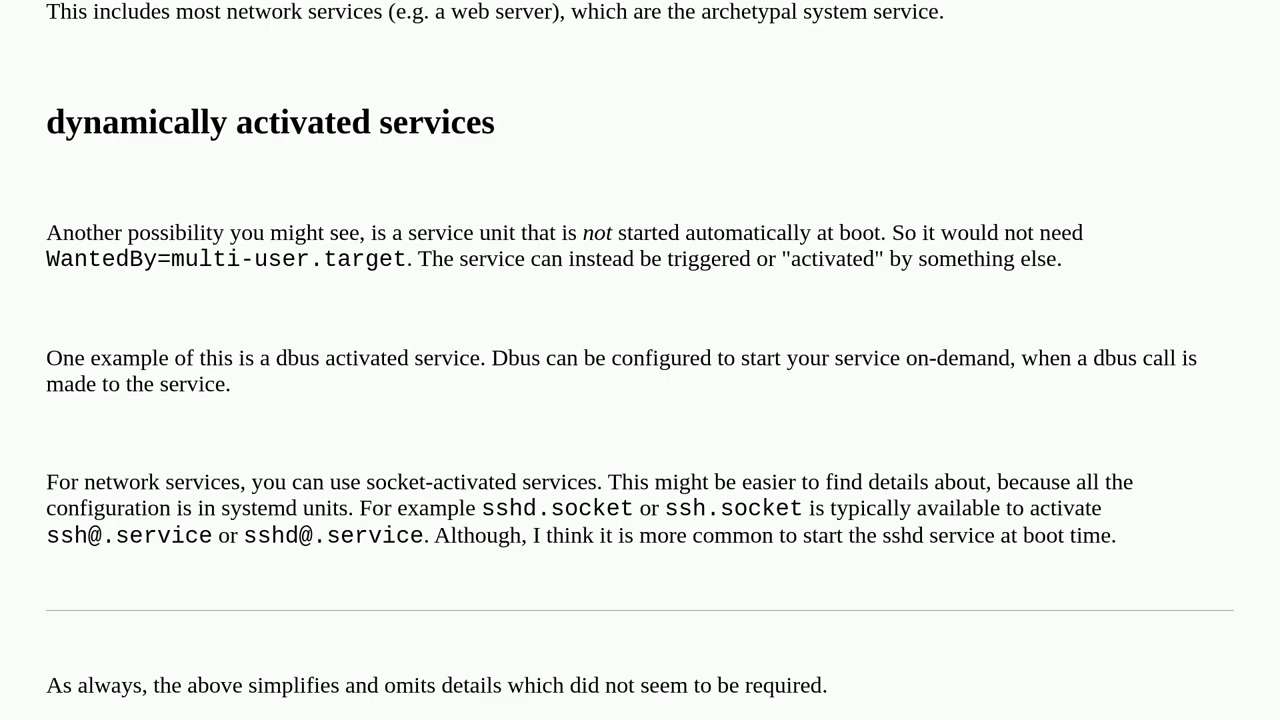 This includes most network services (e.g. a web server), which are the archetypal system service.
dynamically activated services
Another possibility you might see, is a service unit that is not started automatically at boot. So it would not need
WantedBy=multi-user.target. The service can instead be triggered or "activated" by something else.
One example of this is a dbus activated service. Dbus can be configured to start your service on-demand, when a dbus call is
made to the service.
For network services, you can use socket-activated services. This might be easier to find details about, because all the
configuration is in systemd units. For example sshd.socket or ssh.socket is typically available to activate
ssh@.service or sshd@.service. Although, I think it is more common to start the sshd service at boot time.
As always, the above simplifies and omits details which did not seem to be required.